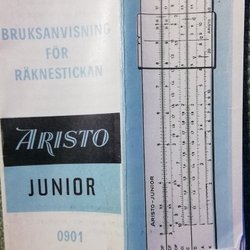 BRUKSANVISNING
FÖR
RÄKNESTICKAN
ARISTO
JUNIOR
0901
ARISTO-JUNIOR